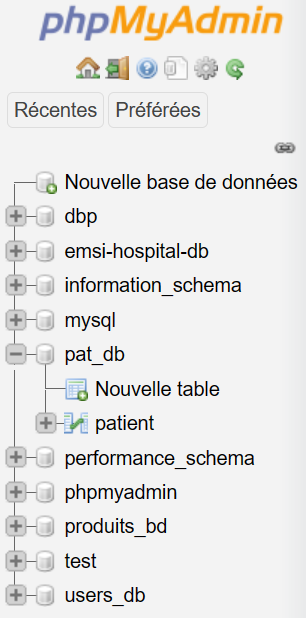 phpMyAdmin
Récentes Préférées
Nouvelle base de données
dbp
emsi-hospital-db
information_schema
mysql
pat_db
Nouvelle table
patient
performance_schema
phpmyadmin
produits_bd
test
users_db